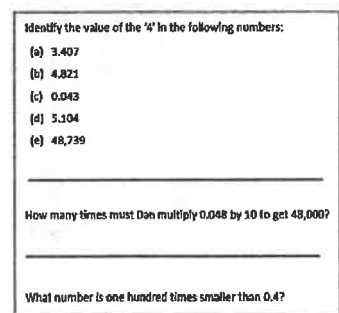 Identify the value of the '4' in the following numbers:
(a) 3.407
(b) 4.821
(c) 0.043
(d) 5.104
(e) 48,739
How many times must Dan multiply 0.048 by 10 to get 48,000?
What number is one hundred times smaller than 0.4?